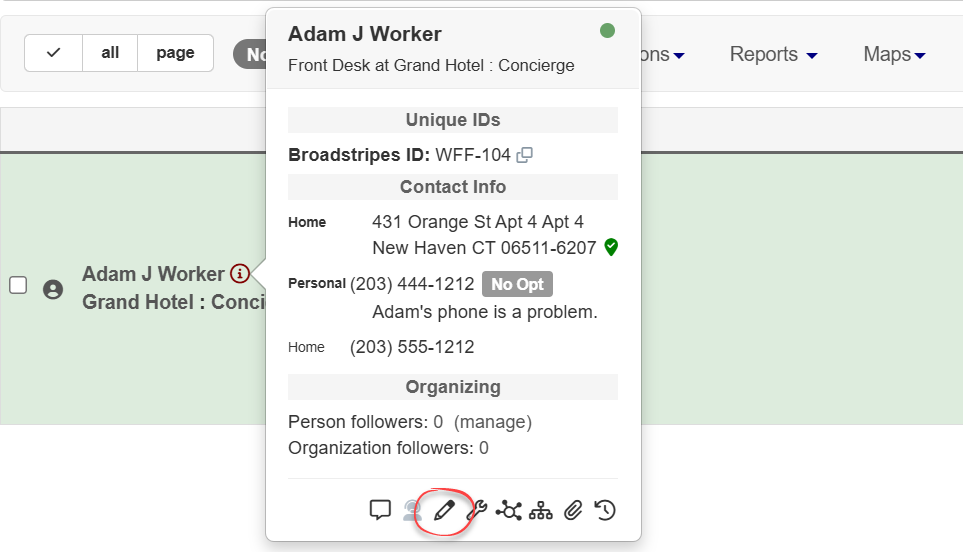 all
page
No
ons
Reports
Maps
Adam J Worker
Front Desk at Grand Hotel : Concierge
Unique IDs
Broadstripes ID: WFF-104
Contact Info
Home 431 Orange St Apt 4 Apt 4
New Haven CT 06511-6207
Personal (203) 444-1212 No Opt
Adam's phone is a problem.
Home (203) 555-1212
Organizing
Person followers: 0 (manage)
Organization followers: 0
Adam J Worker
Grand Hotel : Conci